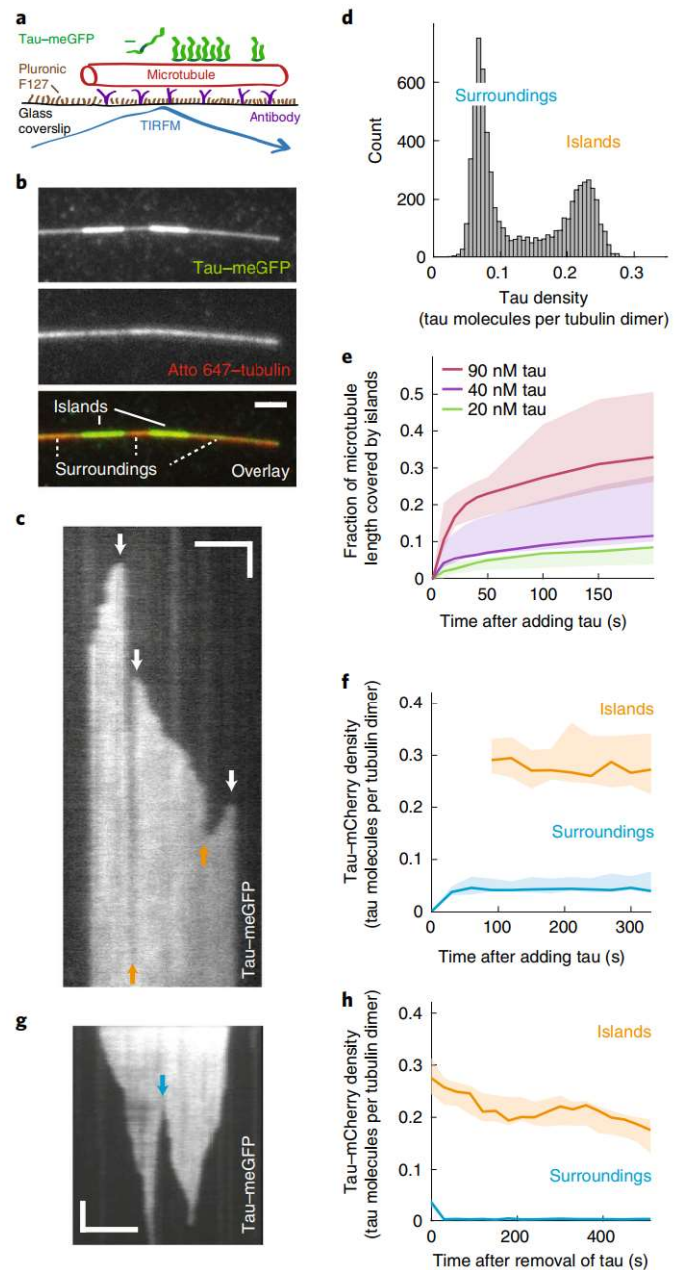 a
Tau–meGFP
–
Pluronic
F127
Microtubule
Glass
coverslip
TIRFM
Antibody
b
Tau–meGFP
Atto 647–tubulin
Islands
Surroundings
Overlay
c
Tau–meGFP
g
Tau–meGFP
d
600
400
200
0
Count
Surroundings
Islands
0
0.1
0.2
0.3
Tau density
(tau molecules per tubulin dimer)
e
90 nM tau
40 nM tau
20 nM tau
0.5
0.4
0.3
0.2
0.1
0
Fraction of microtubule
length covered by islands
0
50
100
150
Time after adding tau (s)
f
0.4
0.3
0.2
0.1
0
Tau–mCherry density
(tau molecules per tubulin dimer)
Islands
Surroundings
0
100
200
300
Time after adding tau (s)
h
0.4
0.3
0.2
0.1
0
Tau–mCherry density
(tau molecules per tubulin dimer)
Islands
Surroundings
0
200
400
Time after removal of tau (s)